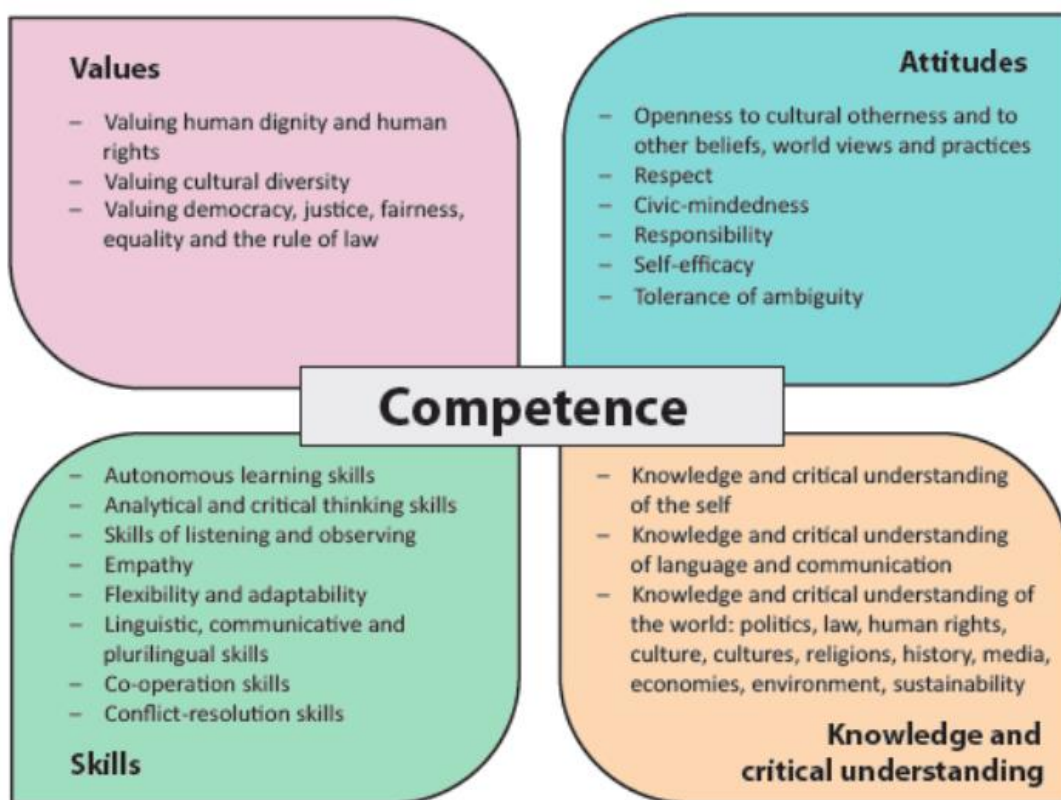 Values
– Valuing human dignity and human
rights
– Valuing cultural diversity
– Valuing democracy, justice, fairness,
equality and the rule of law
Attitudes
– Openness to cultural otherness and to
other beliefs, world views and practices
– Respect
– Civic-mindedness
– Responsibility
– Self-efficacy
– Tolerance of ambiguity
Competence
– Autonomous learning skills
– Analytical and critical thinking skills
– Skills of listening and observing
– Empathy
– Flexibility and adaptability
– Linguistic, communicative and
plurilingual skills
– Co-operation skills
– Conflict-resolution skills
Skills
– Knowledge and critical understanding
of the self
– Knowledge and critical understanding
of language and communication
– Knowledge and critical understanding of
the world: politics, law, human rights,
culture, cultures, religions, history, media,
economies, environment, sustainability
Knowledge and
critical understanding